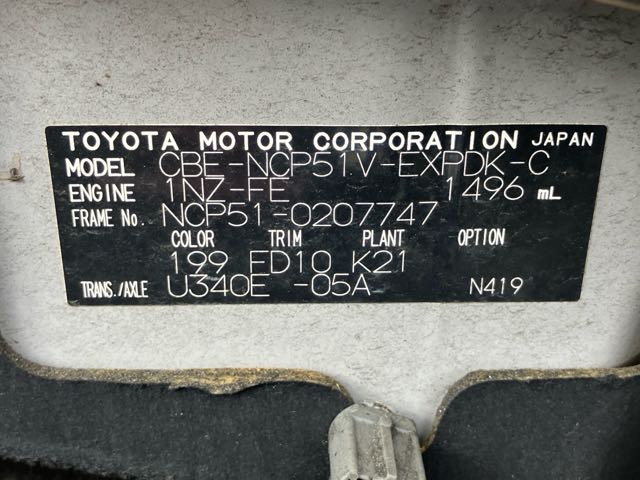 TOYOTA MOTOR CORPORATION JAPAN
MODEL CBE-NCP51V-EXPDK-C
ENGINE 1NZ-FE 1496 mL
FRAME No. NCP51-0207747
COLOR TRIM PLANT OPTION
199 FD10 K21
TRANS./AXLE U340E -05A N419